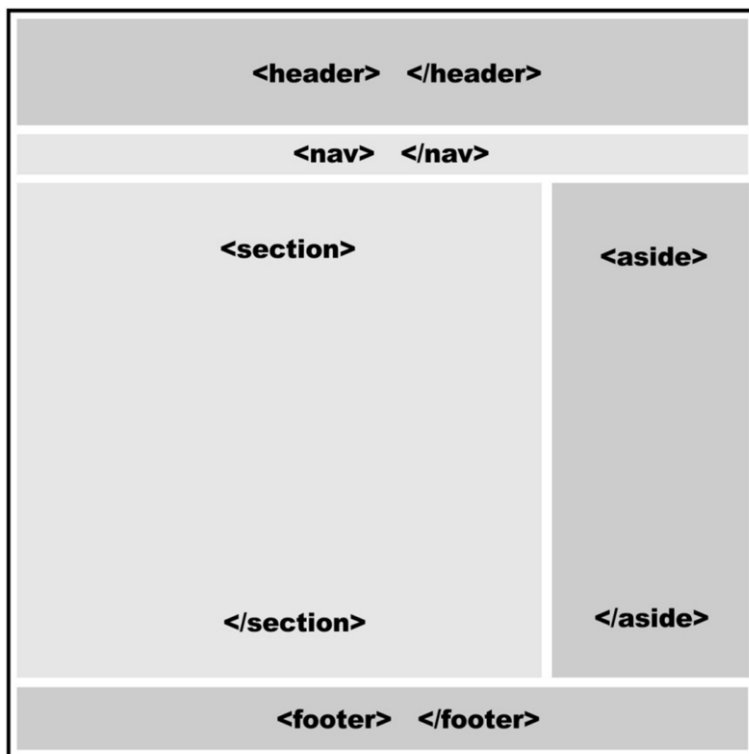 <header> </header>
<nav> </nav>
<section>
<aside>
</section>
</aside>
<footer> </footer>